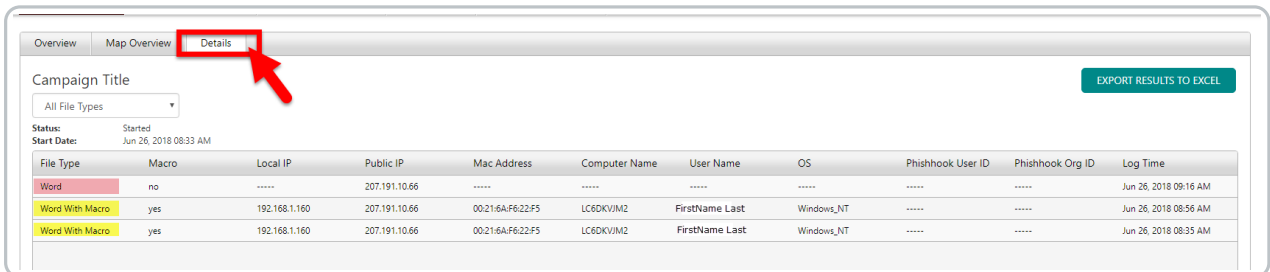 Overview Map Overview Details
Campaign Title
EXPORT RESULTS TO EXCEL
All File Types
Status: Started
Start Date: Jun 26, 2018 08:33 AM
File Type Macro Local IP Public IP Mac Address Computer Name User Name OS Phishhook User ID Phishhook Org ID Log Time
Word no ----- 207.191.10.66 ----- ----- ----- ----- ----- ----- Jun 26, 2018 09:16 AM
Word With Macro yes 192.168.1.160 207.191.10.66 00:21:6A:F6:22:F5 LC6DKVJM2 FirstName Last Windows_NT ----- ----- Jun 26, 2018 08:56 AM
Word With Macro yes 192.168.1.160 207.191.10.66 00:21:6A:F6:22:F5 LC6DKVJM2 FirstName Last Windows_NT ----- ----- Jun 26, 2018 08:35 AM